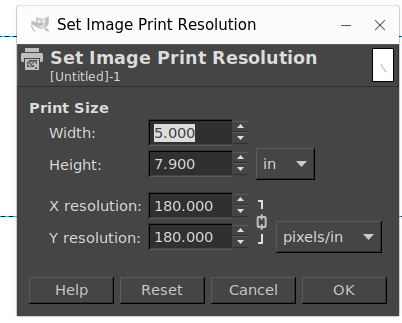 Set Image Print Resolution
Set Image Print Resolution
[Untitled]-1
Print Size
Width: 5.000
Height: 7.900 in
X resolution: 180.000
Y resolution: 180.000 pixels/in
Help Reset Cancel OK